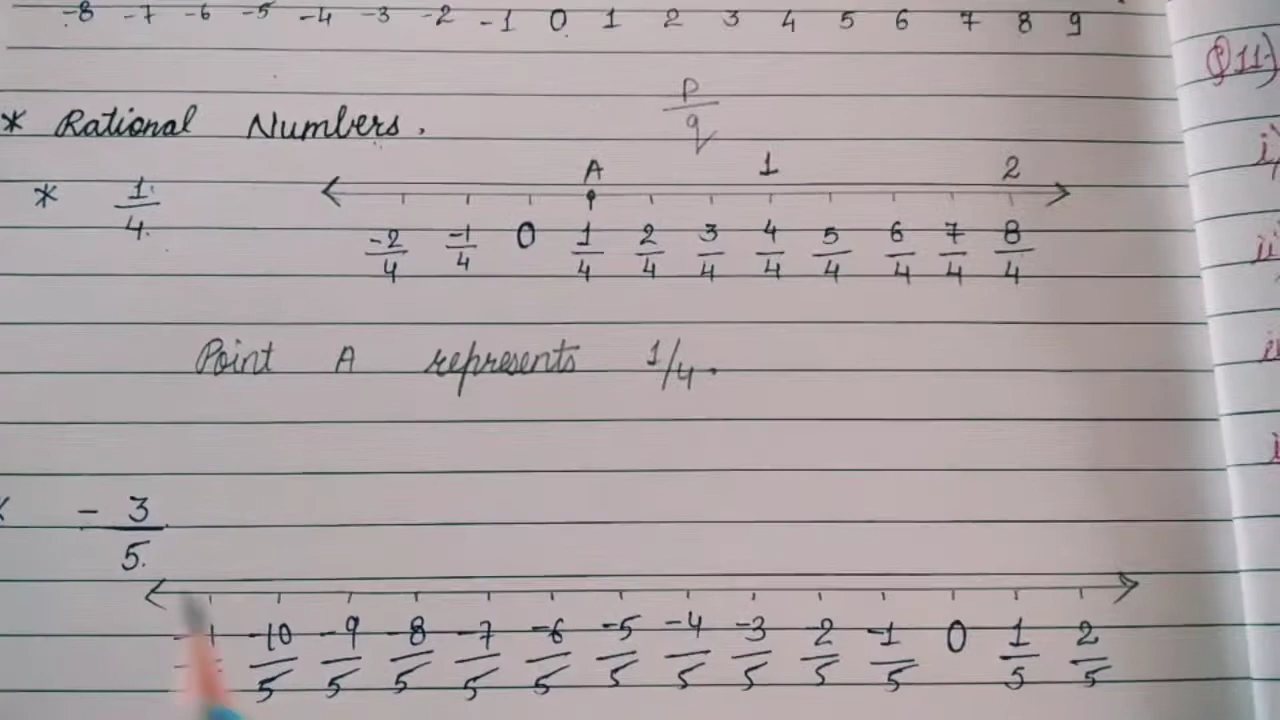 -8 -7 -6 -5 -4 -3 -2 -1 0 1 2 3 4 5 6 7 8 9
Q11)
p/q
* Rational Numbers.
A 1 2
* 1/4
-2/4 -1/4 0 1/4 2/4 3/4 4/4 5/4 6/4 7/4 8/4
Point A represents 1/4.
- 3/5
-10/5 -9/5 -8/5 -7/5 -6/5 -5/5 -4/5 -3/5 -2/5 -1/5 0 1/5 2/5